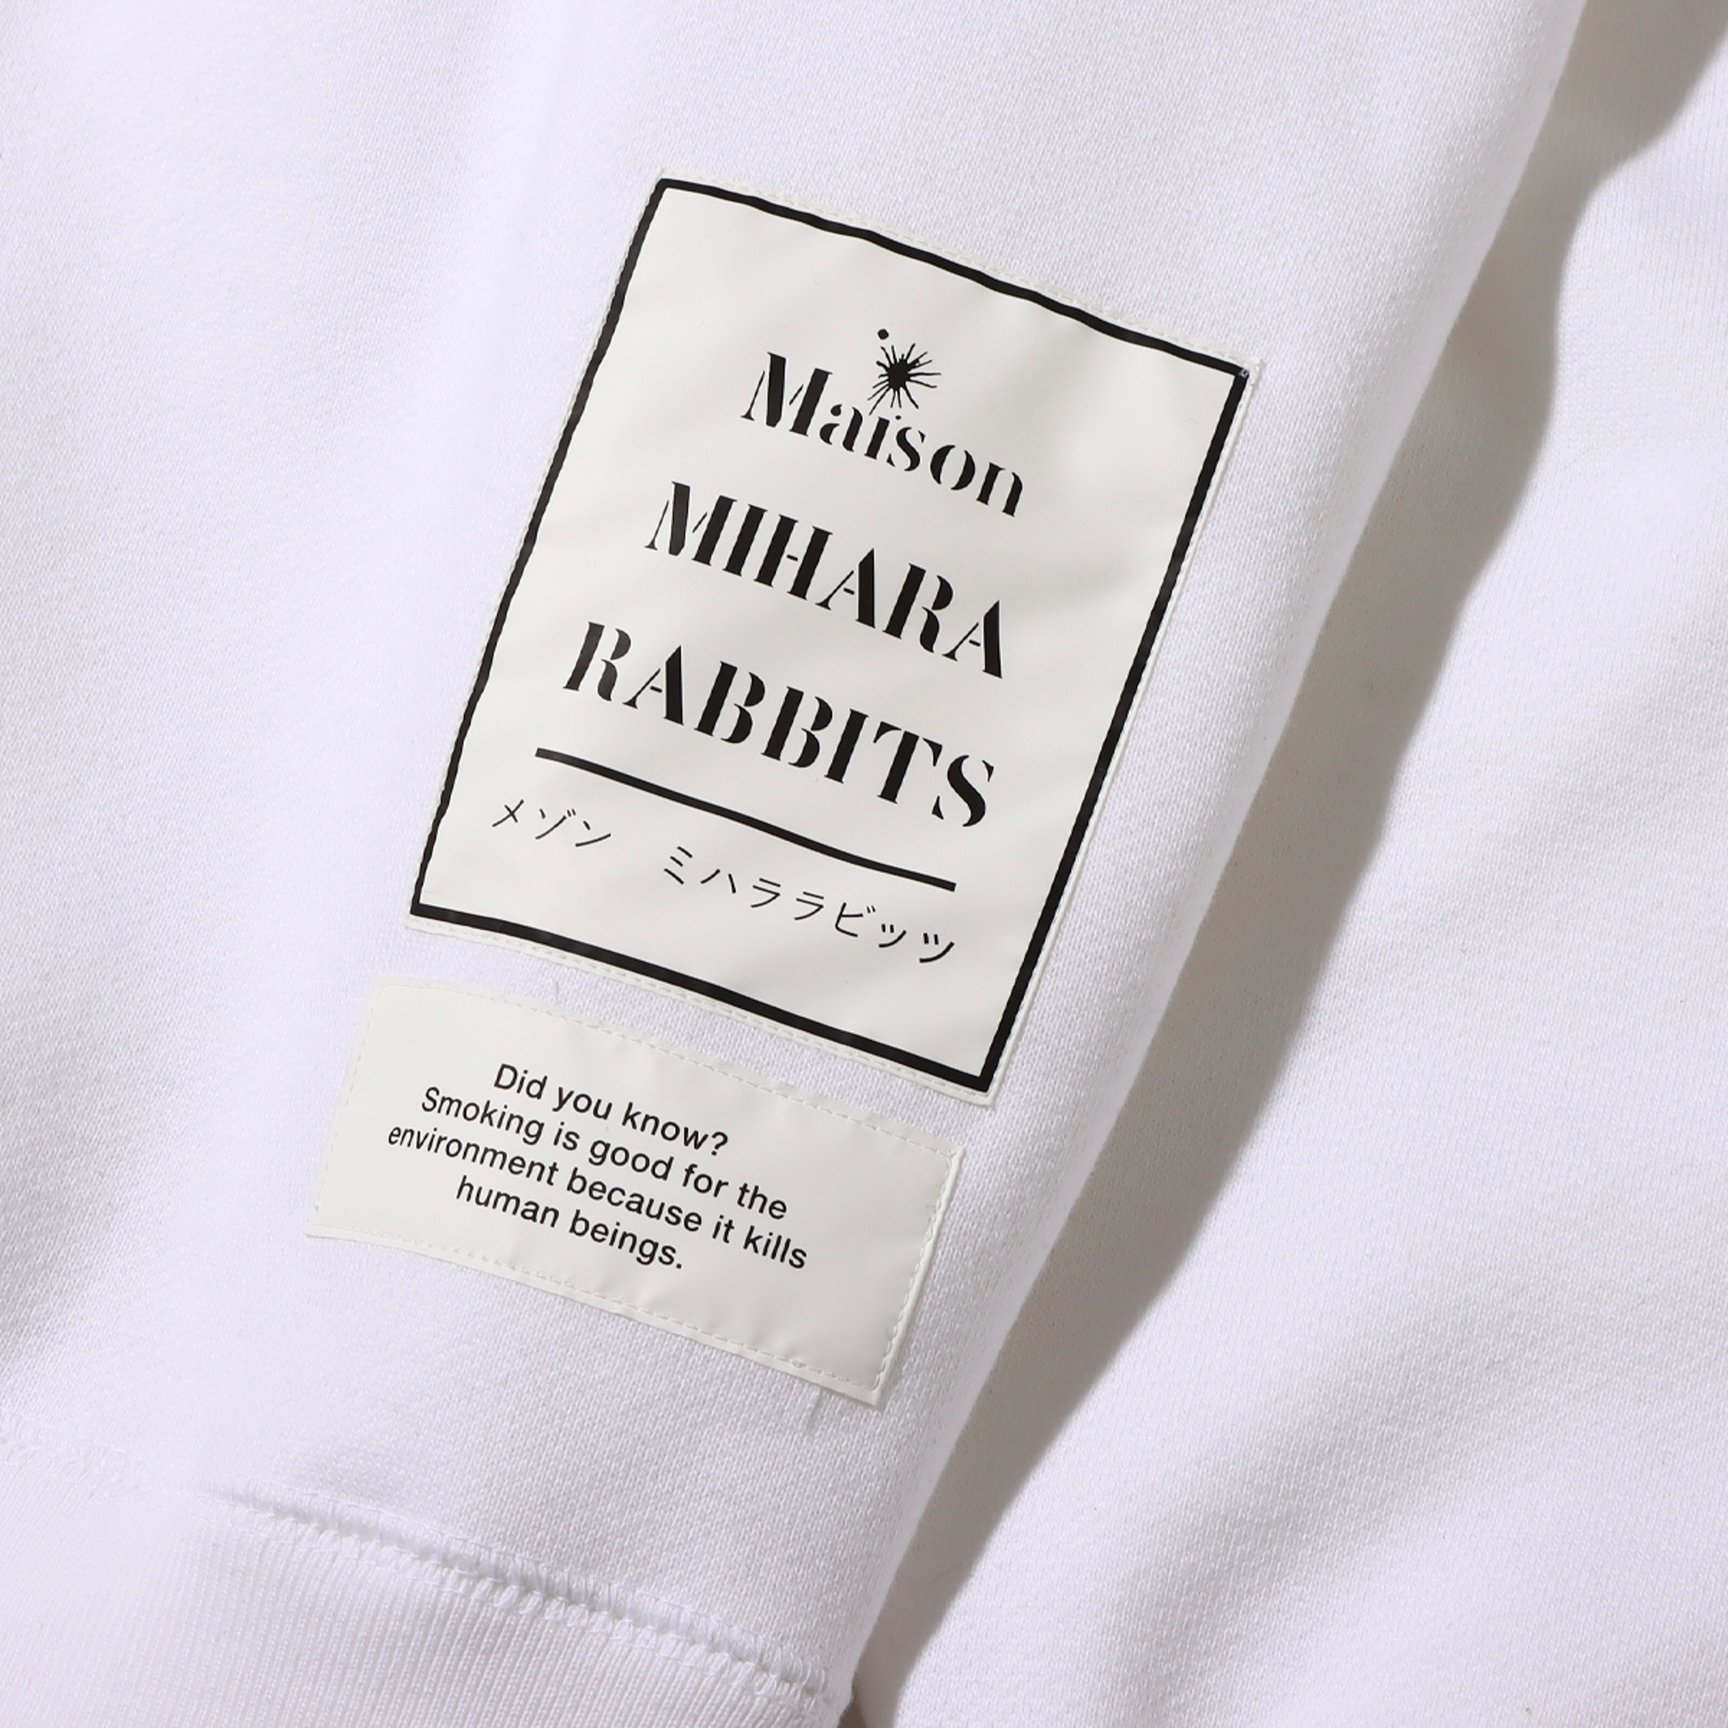 Maison
MIHARA
RABBITS
メゾン ミハララビッツ
Did you know?
Smoking is good for the
environment because it kills
human beings.